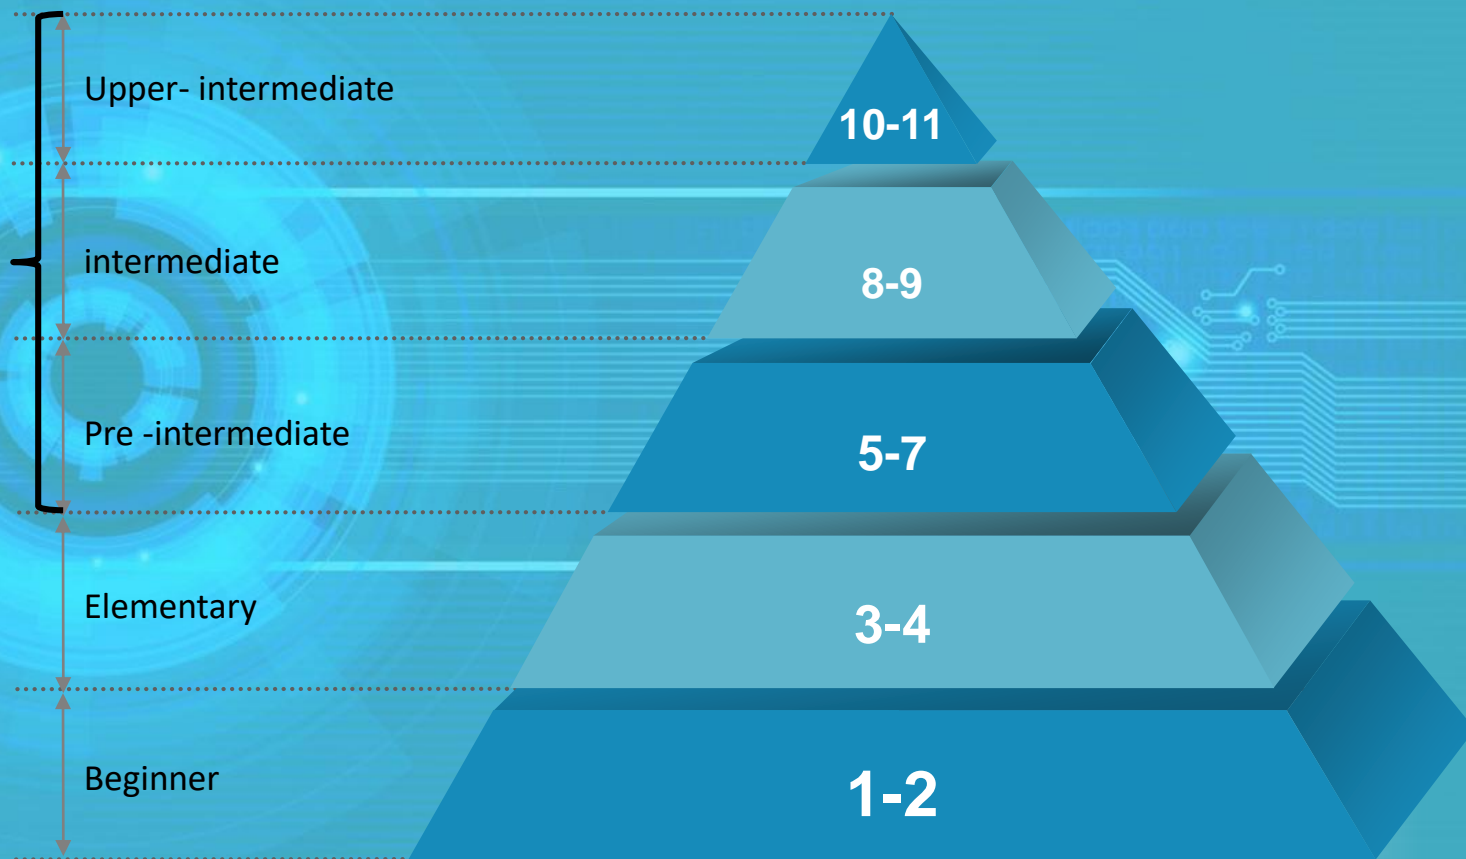 Upper- intermediate
10-11
intermediate
8-9
Pre -intermediate
5-7
Elementary
3-4
Beginner
1-2